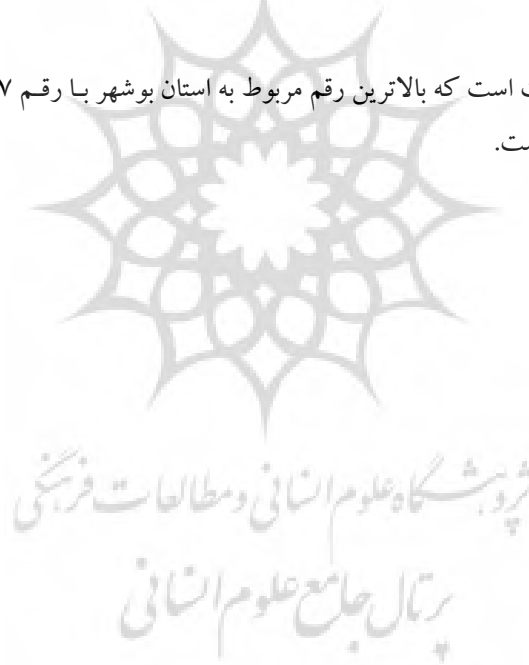 است که بالاترین رقم مربوط به استان بوشهر با رقم ۷
ست.
پژوهشگاه علوم انسانی و مطالعات فرهنگی
پرتال جامع علوم انسانی